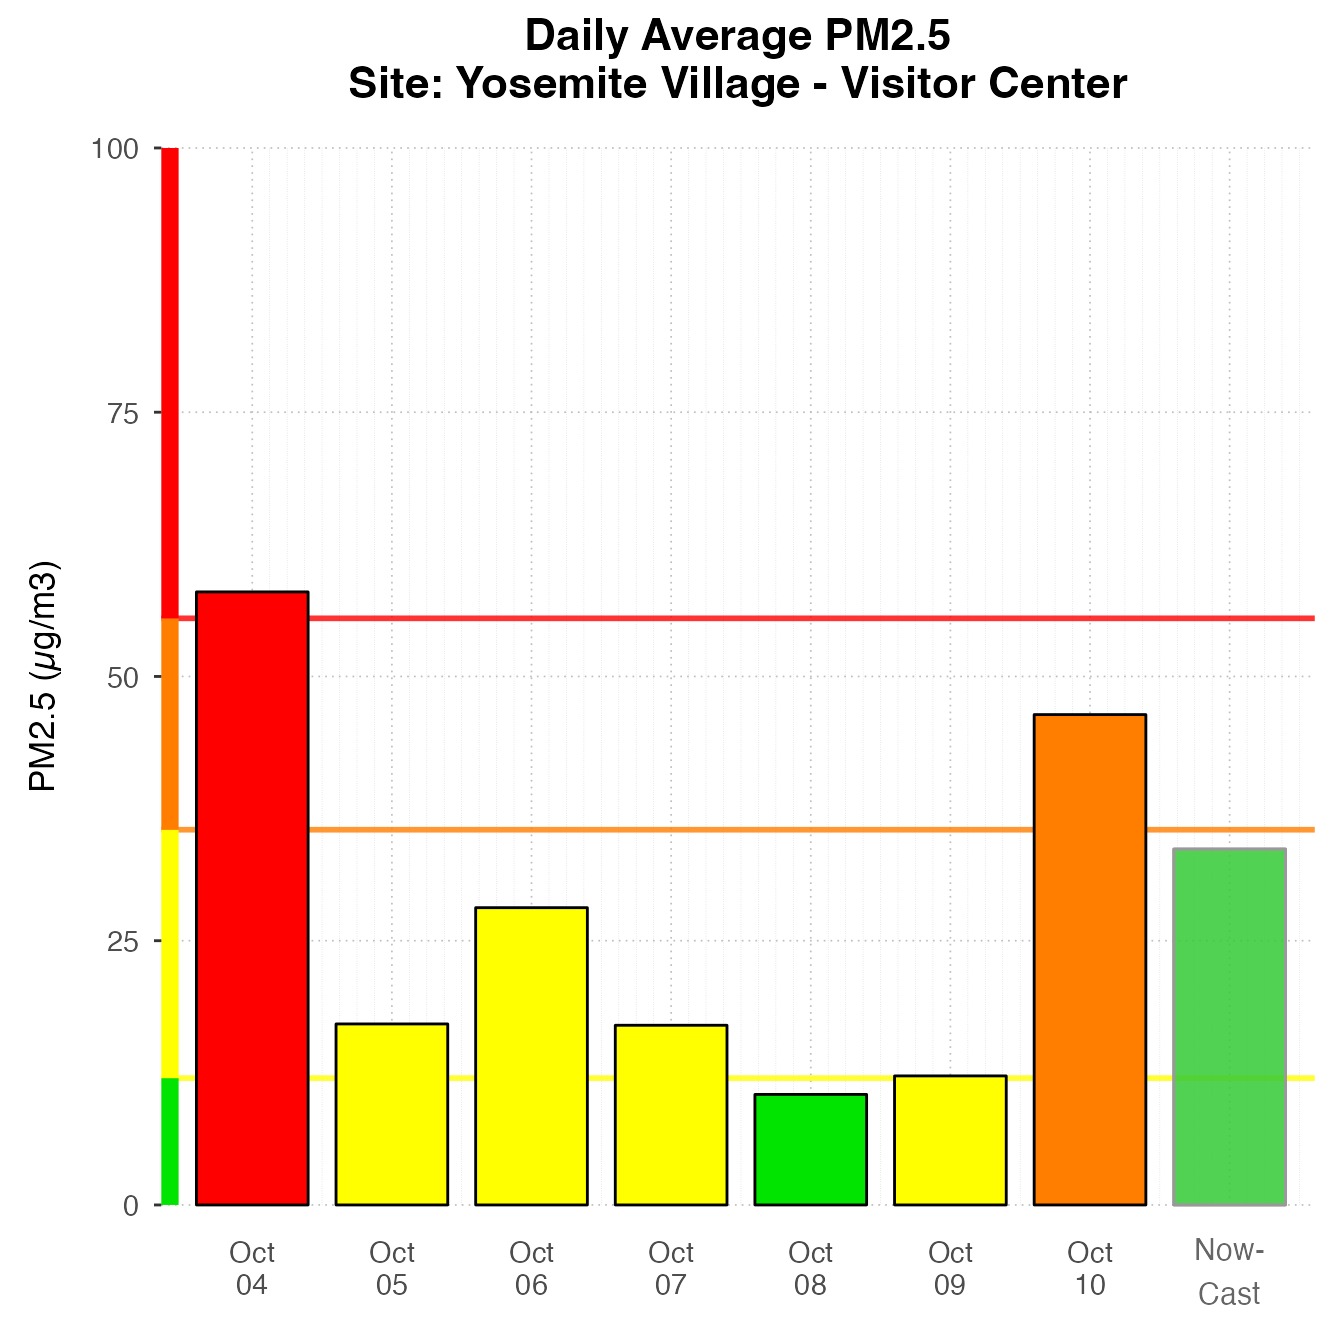 Daily Average PM2.5
Site: Yosemite Village - Visitor Center
PM2.5 (µg/m3)
100
75
50
25
0
Oct 04
Oct 05
Oct 06
Oct 07
Oct 08
Oct 09
Oct 10
Now-Cast